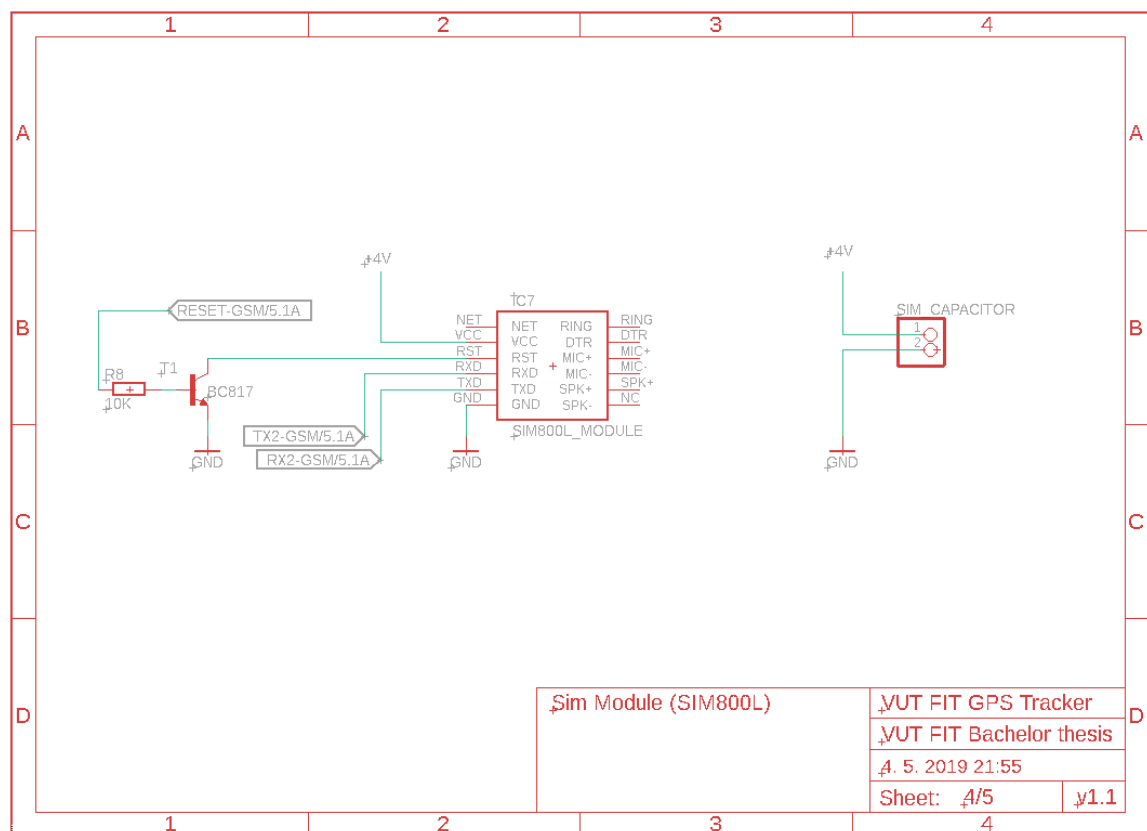 1 2 3 4
A A
+4V +4V
IC7
RESET-GSM/5.1A
SIM_CAPACITOR
B B
NET NET RING RING
VCC VCC DTR DTR
RST RST MIC+ MIC+
RXD RXD MIC- MIC-
TXD TXD SPK+ SPK+
GND GND SPK- NC
1
2
T1
R8
BC817
10K
SIM800L_MODULE
TX2-GSM/5.1A
RX2-GSM/5.1A
GND GND GND
C C
Sim Module (SIM800L)
VUT FIT GPS Tracker
D D
VUT FIT Bachelor thesis
4. 5. 2019 21:55
Sheet: 4/5 v1.1
1 2 3 4